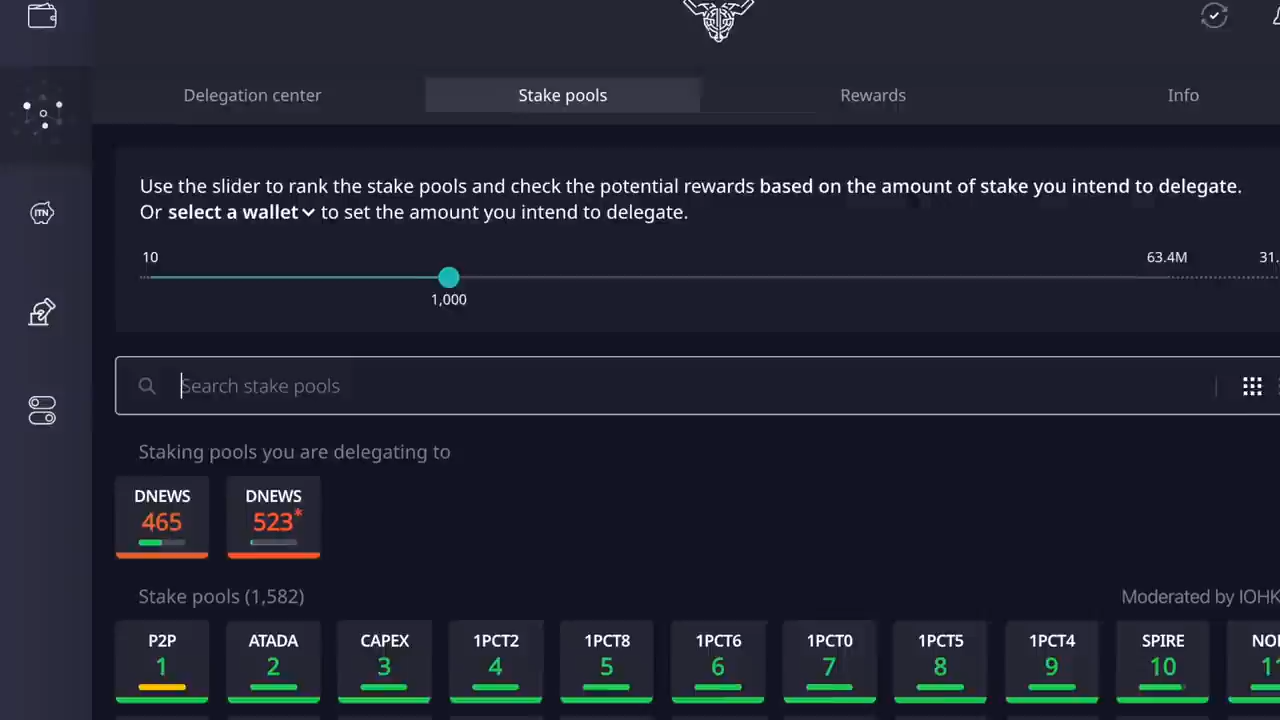 Delegation center
Stake pools
Rewards
Info
Use the slider to rank the stake pools and check the potential rewards based on the amount of stake you intend to delegate.
Or select a wallet to set the amount you intend to delegate.
10
63.4M
31.
1,000
Search stake pools
Staking pools you are delegating to
DNEWS
465
DNEWS
523*
Stake pools (1,582)
Moderated by IOHK
P2P
1
ATADA
2
CAPEX
3
1PCT2
4
1PCT8
5
1PCT6
6
1PCT0
7
1PCT5
8
1PCT4
9
SPIRE
10
11
ITN